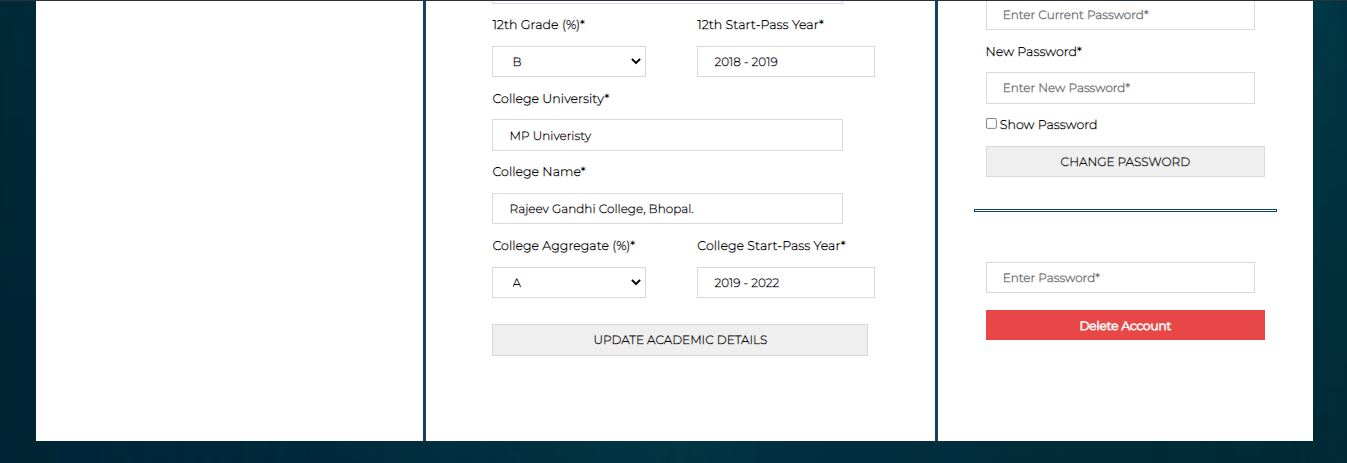 12th Grade (%)*
12th Start-Pass Year*
B
2018 - 2019
College University*
MP Univeristy
College Name*
Rajeev Gandhi College, Bhopal.
College Aggregate (%)*
College Start-Pass Year*
A
2019 - 2022
UPDATE ACADEMIC DETAILS
Enter Current Password*
New Password*
Enter New Password*
Show Password
CHANGE PASSWORD
Enter Password*
Delete Account